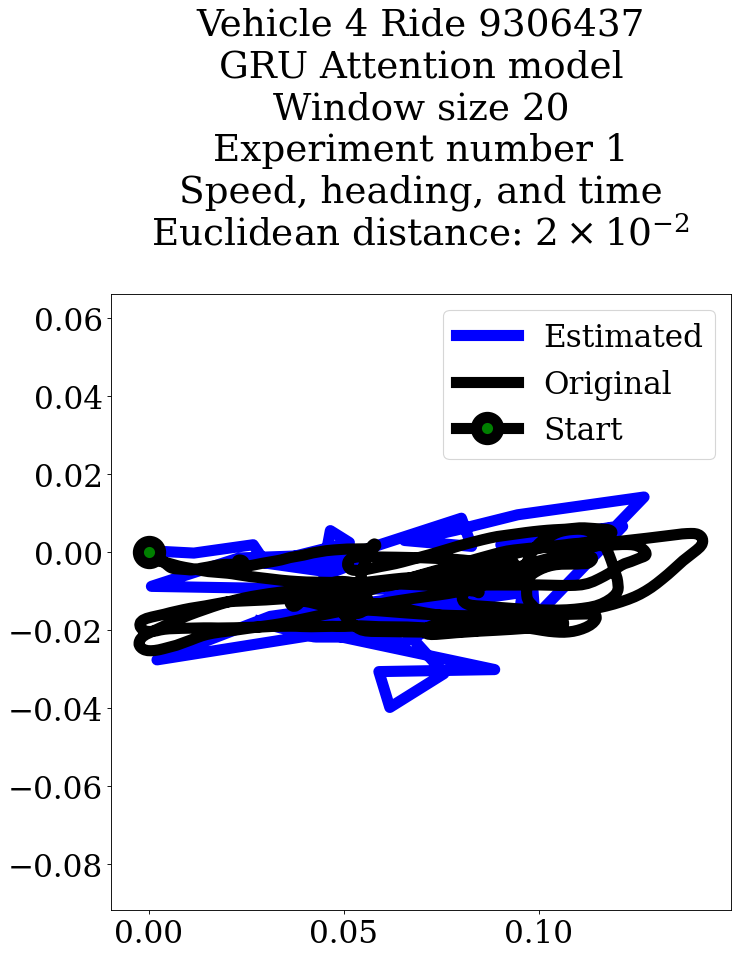 Vehicle 4 Ride 9306437
GRU Attention model
Window size 20
Experiment number 1
Speed, heading, and time
Euclidean distance: 2 × 10⁻²
Estimated
Original
Start
0.06
0.04
0.02
0.00
−0.02
−0.04
−0.06
−0.08
0.00 0.05 0.10